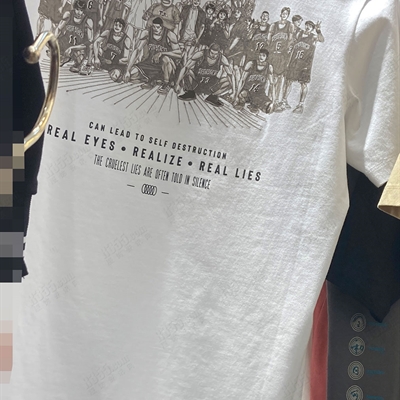 CAN LEAD TO SELF DESTRUCTION
REAL EYES • REALIZE • REAL LIES
THE CRUELEST LIES ARE OFTEN TOLD IN SILENCE